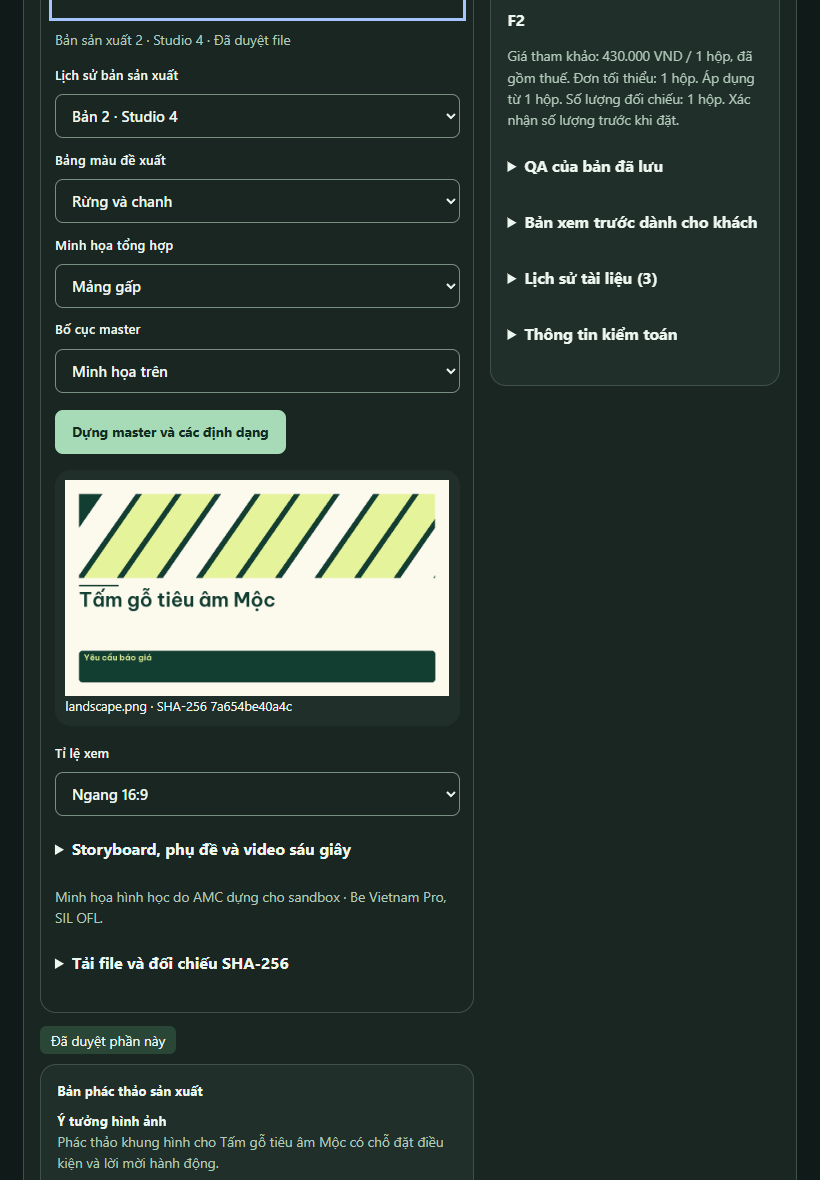 Bản sản xuất 2 · Studio 4 · Đã duyệt file
Lịch sử bản sản xuất
Bản 2 · Studio 4
Bảng màu đề xuất
Rừng và chanh
Minh họa tổng hợp
Mảng gấp
Bố cục master
Minh họa trên
Dựng master và các định dạng
Tấm gỗ tiêu âm Mộc
Yêu cầu báo giá
landscape.png · SHA-256 7a654be40a4c
Tỉ lệ xem
Ngang 16:9
Storyboard, phụ đề và video sáu giây
Minh họa hình học do AMC dựng cho sandbox · Be Vietnam Pro,
SIL OFL.
Tải file và đối chiếu SHA-256
Đã duyệt phần này
Bản phác thảo sản xuất
Ý tưởng hình ảnh
Phác thảo khung hình cho Tấm gỗ tiêu âm Mộc có chỗ đặt điều
kiện và lời mời hành động.
F2
Giá tham khảo: 430.000 VND / 1 hộp, đã
gồm thuế. Đơn tối thiểu: 1 hộp. Áp dụng
từ 1 hộp. Số lượng đối chiếu: 1 hộp. Xác
nhận số lượng trước khi đặt.
QA của bản đã lưu
Bản xem trước dành cho khách
Lịch sử tài liệu (3)
Thông tin kiểm toán